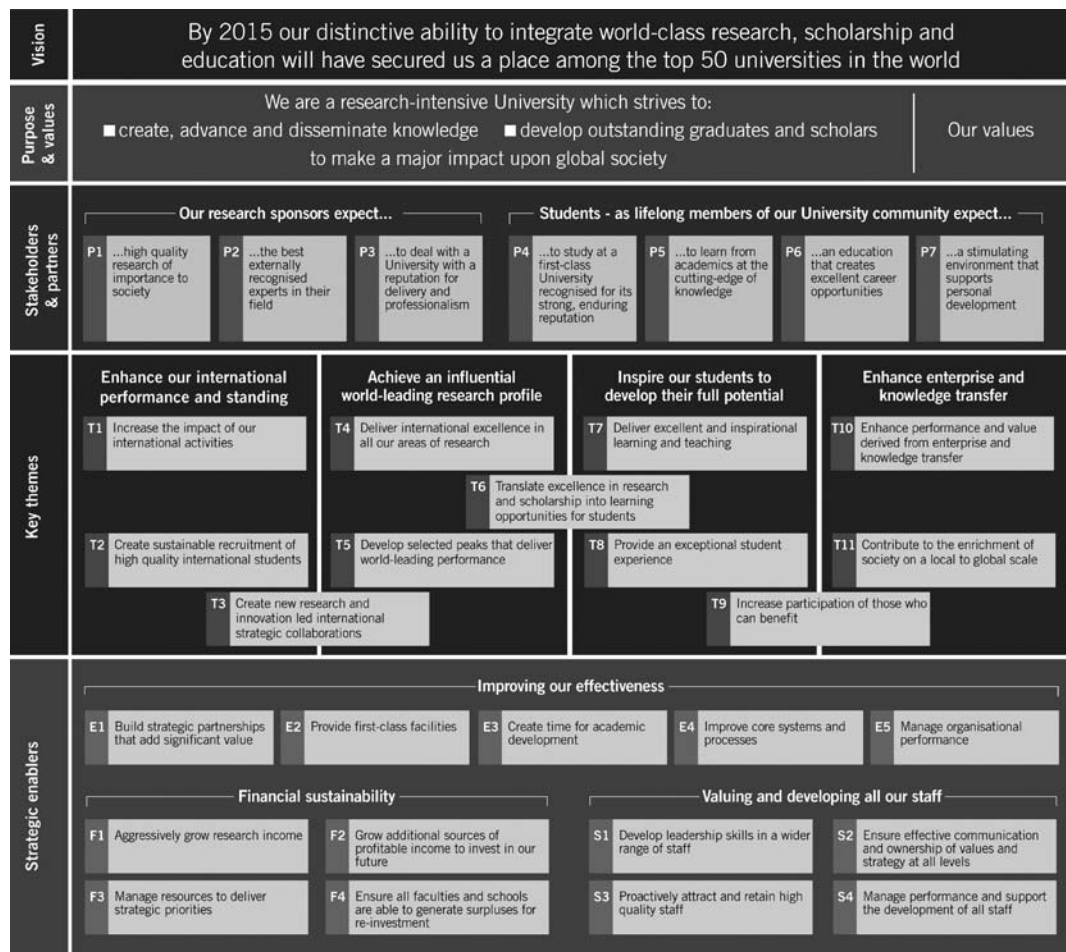 Vision
By 2015 our distinctive ability to integrate world-class research, scholarship and
education will have secured us a place among the top 50 universities in the world
Purpose
& values
We are a research-intensive University which strives to:
■ create, advance and disseminate knowledge ■ develop outstanding graduates and scholars
to make a major impact upon global society
Our values
Stakeholders
& partners
Our research sponsors expect...
P1 ...high quality
research of
importance to
society
P2 ...the best
externally
recognised
experts in their
field
P3 ...to deal with a
University with a
reputation for
delivery and
professionalism
Students - as lifelong members of our University community expect...
P4 ...to study at a
first-class
University
recognised for its
strong, enduring
reputation
P5 ...to learn from
academics at the
cutting-edge of
knowledge
P6 ...an education
that creates
excellent career
opportunities
P7 ...a stimulating
environment that
supports
personal
development
Key themes
Enhance our international
performance and standing
T1 Increase the impact of our
international activities
T2 Create sustainable recruitment of
high quality international students
T3 Create new research and
innovation led international
strategic collaborations
Achieve an influential
world-leading research profile
T4 Deliver international excellence in
all our areas of research
T6 Translate excellence in research
and scholarship into learning
opportunities for students
T5 Develop selected peaks that deliver
world-leading performance
Inspire our students to
develop their full potential
T7 Deliver excellent and inspirational
learning and teaching
T8 Provide an exceptional student
experience
T9 Increase participation of those who
can benefit
Enhance enterprise and
knowledge transfer
T10 Enhance performance and value
derived from enterprise and
knowledge transfer
T11 Contribute to the enrichment of
society on a local to global scale
Strategic enablers
Improving our effectiveness
E1 Build strategic partnerships
that add significant value
E2 Provide first-class facilities
E3 Create time for academic
development
E4 Improve core systems and
processes
E5 Manage organisational
performance
Financial sustainability
F1 Aggressively grow research income
F2 Grow additional sources of
profitable income to invest in our
future
F3 Manage resources to deliver
strategic priorities
F4 Ensure all faculties and schools
are able to generate surpluses for
re-investment
Valuing and developing all our staff
S1 Develop leadership skills in a wider
range of staff
S2 Ensure effective communication
and ownership of values and
strategy at all levels
S3 Proactively attract and retain high
quality staff
S4 Manage performance and support
the development of all staff